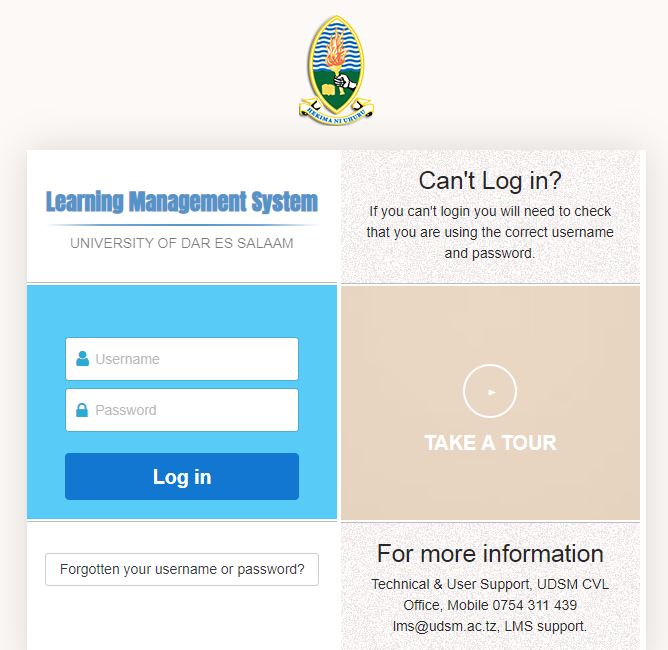 HEKIMA NI UHURU
Learning Management System
UNIVERSITY OF DAR ES SALAAM
Username
Password
Log in
Forgotten your username or password?
Can't Log in?
If you can't login you will need to check
that you are using the correct username
and password.
TAKE A TOUR
For more information
Technical & User Support, UDSM CVL
Office, Mobile 0754 311 439
lms@udsm.ac.tz, LMS support.